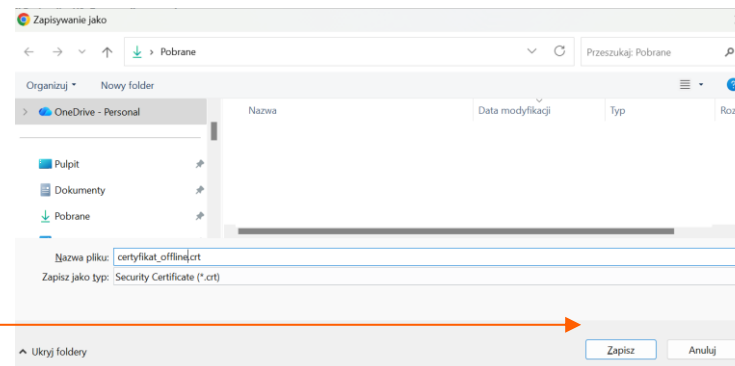 Zapisywanie jako
Pobrane
Przeszukaj: Pobrane
Organizuj
Nowy folder
OneDrive - Personal
Nazwa
Data modyfikacji
Typ
Roz
Pulpit
Dokumenty
Pobrane
Nazwa pliku: certyfikat_offline.crt
Zapisz jako typ: Security Certificate (*.crt)
Ukryj foldery
Zapisz
Anuluj